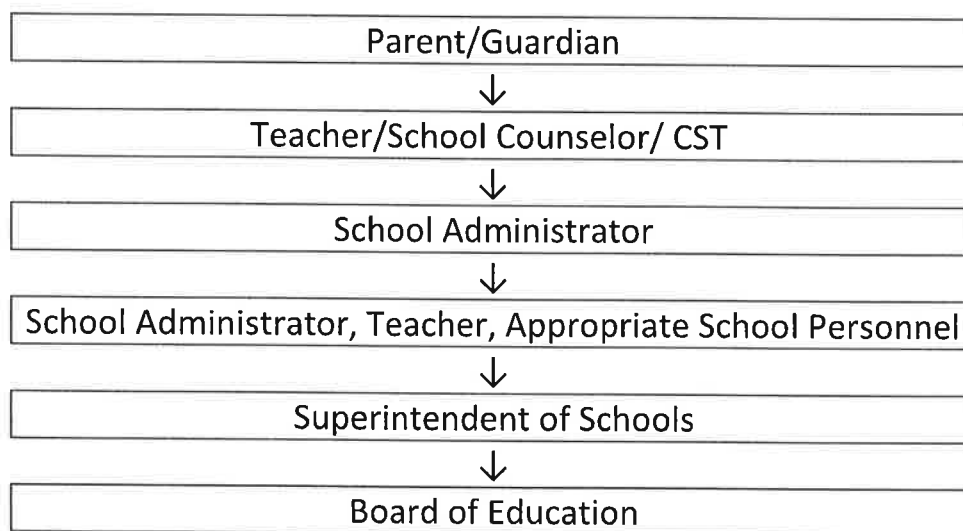 Parent/Guardian
↓
Teacher/School Counselor/ CST
↓
School Administrator
↓
School Administrator, Teacher, Appropriate School Personnel
↓
Superintendent of Schools
↓
Board of Education